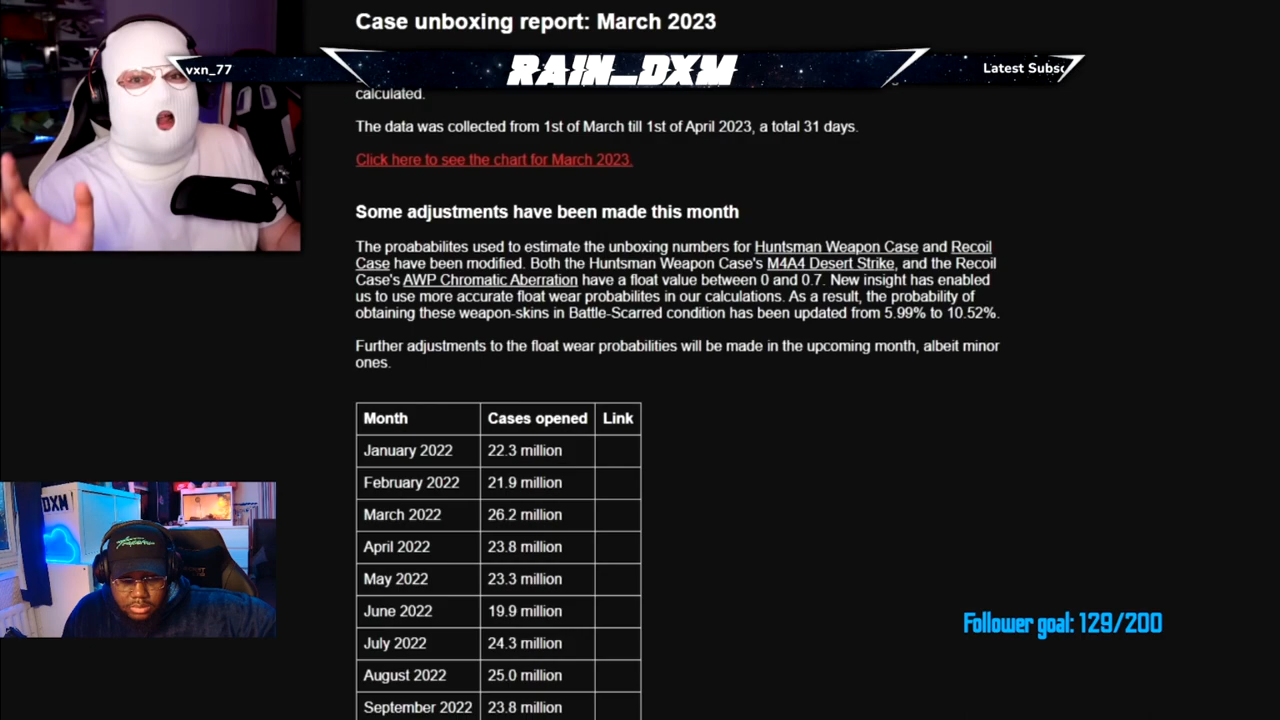 Case unboxing report: March 2023
vxn_77
RAIN_DXM
Latest Subsc
calculated.
The data was collected from 1st of March till 1st of April 2023, a total 31 days.
Click here to see the chart for March 2023.
Some adjustments have been made this month
The proababilites used to estimate the unboxing numbers for Huntsman Weapon Case and Recoil
Case have been modified. Both the Huntsman Weapon Case's M4A4 Desert Strike, and the Recoil
Case's AWP Chromatic Aberration have a float value between 0 and 0.7. New insight has enabled
us to use more accurate float wear probabilites in our calculations. As a result, the probability of
obtaining these weapon-skins in Battle-Scarred condition has been updated from 5.99% to 10.52%.
Further adjustments to the float wear probabilities will be made in the upcoming month, albeit minor
ones.
Month Cases opened Link
January 2022 22.3 million
February 2022 21.9 million
March 2022 26.2 million
April 2022 23.8 million
May 2022 23.3 million
June 2022 19.9 million
July 2022 24.3 million
August 2022 25.0 million
September 2022 23.8 million
DXM
Follower goal: 129/200